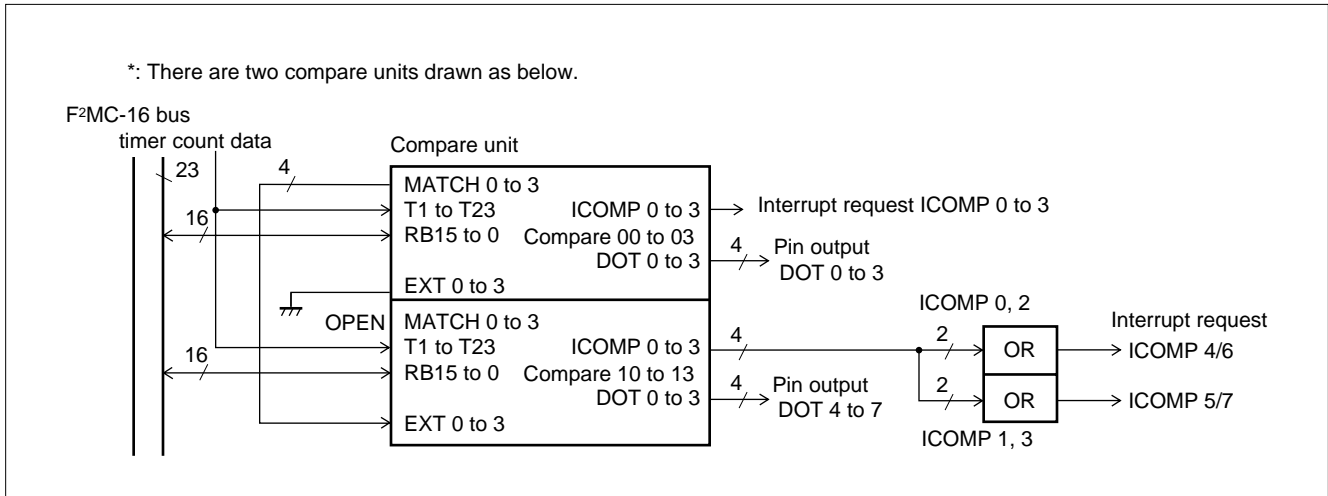 *: There are two compare units drawn as below.
F²MC-16 bus
timer count data
Compare unit
23
4
MATCH 0 to 3
T1 to T23
ICOMP 0 to 3
Interrupt request ICOMP 0 to 3
16
RB15 to 0
Compare 00 to 03
DOT 0 to 3
4
Pin output
DOT 0 to 3
EXT 0 to 3
OPEN
MATCH 0 to 3
T1 to T23
ICOMP 0 to 3
4
16
RB15 to 0
Compare 10 to 13
DOT 0 to 3
4
Pin output
DOT 4 to 7
EXT 0 to 3
ICOMP 0, 2
2
OR
Interrupt request
ICOMP 4/6
2
OR
ICOMP 5/7
ICOMP 1, 3